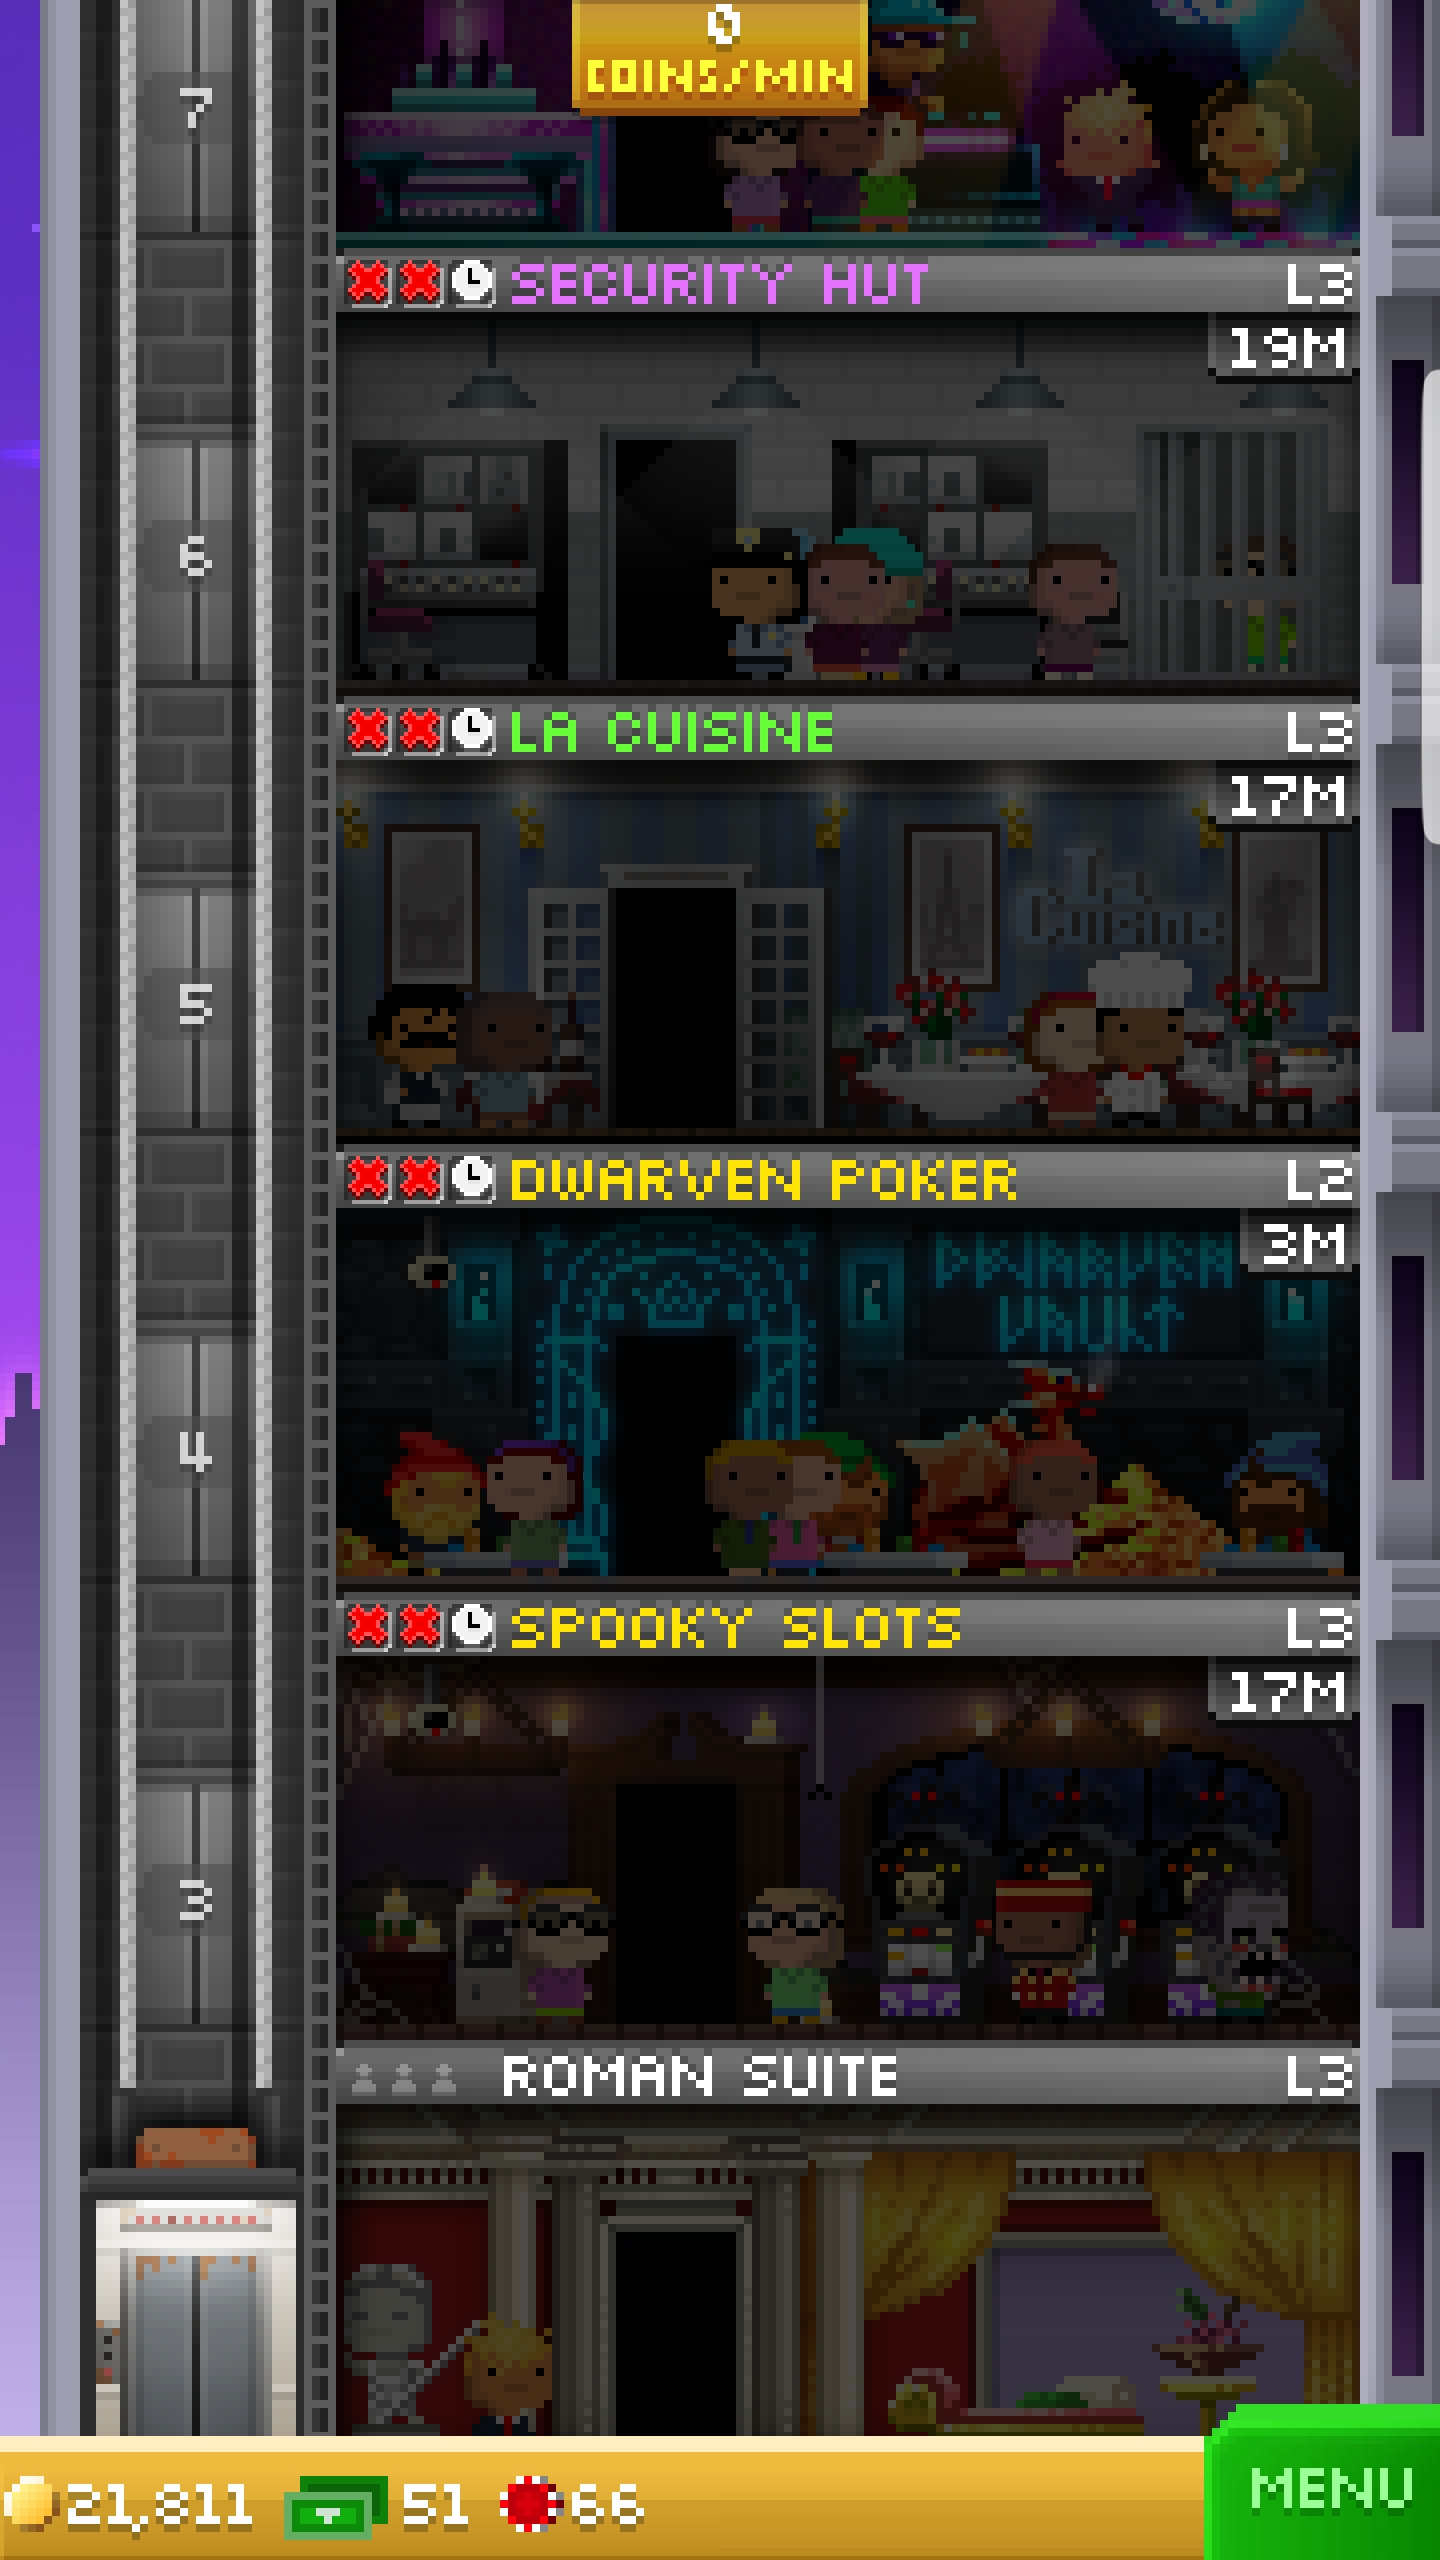 0
COINS/MIN
7
SECURITY HUT L3
19M
6
LA CUISINE L3
17M
La
Cuisine
5
DWARVEN POKER L2
3M
DWARVEN
VAULT
4
SPOOKY SLOTS L3
17M
3
ROMAN SUITE L3
21,811 51 66
MENU